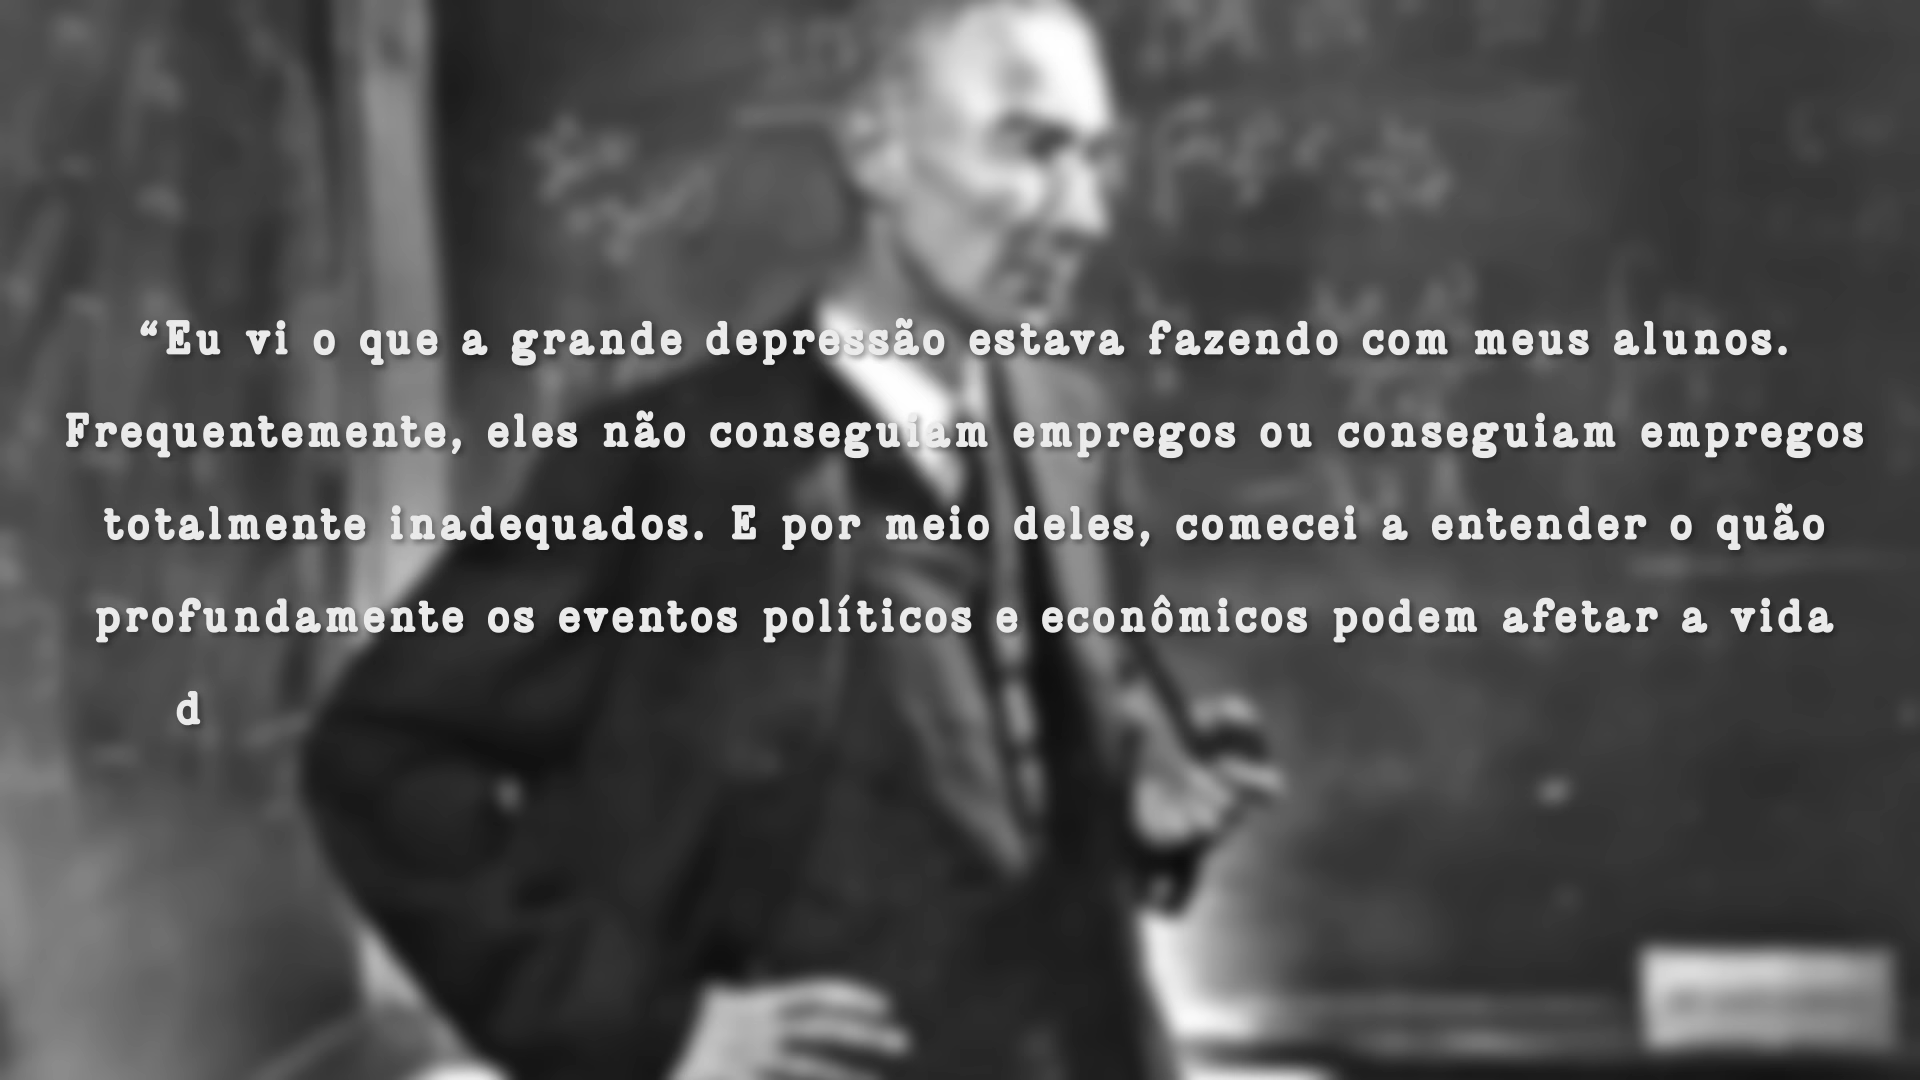 “Eu vi o que a grande depressão estava fazendo com meus alunos.
Frequentemente, eles não conseguiam empregos ou conseguiam empregos
totalmente inadequados. E por meio deles, comecei a entender o quão
profundamente os eventos políticos e econômicos podem afetar a vida
d